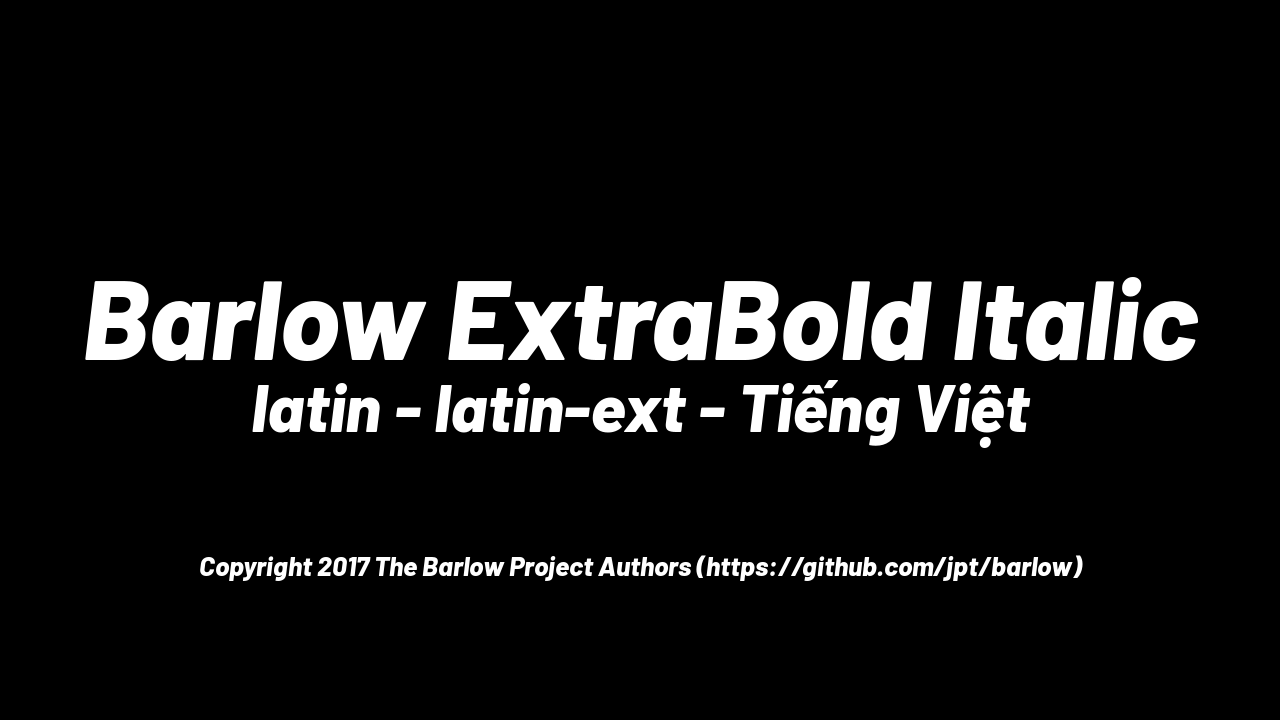 Barlow ExtraBold Italic
latin - latin-ext - Tiếng Việt
Copyright 2017 The Barlow Project Authors (https://github.com/jpt/barlow)